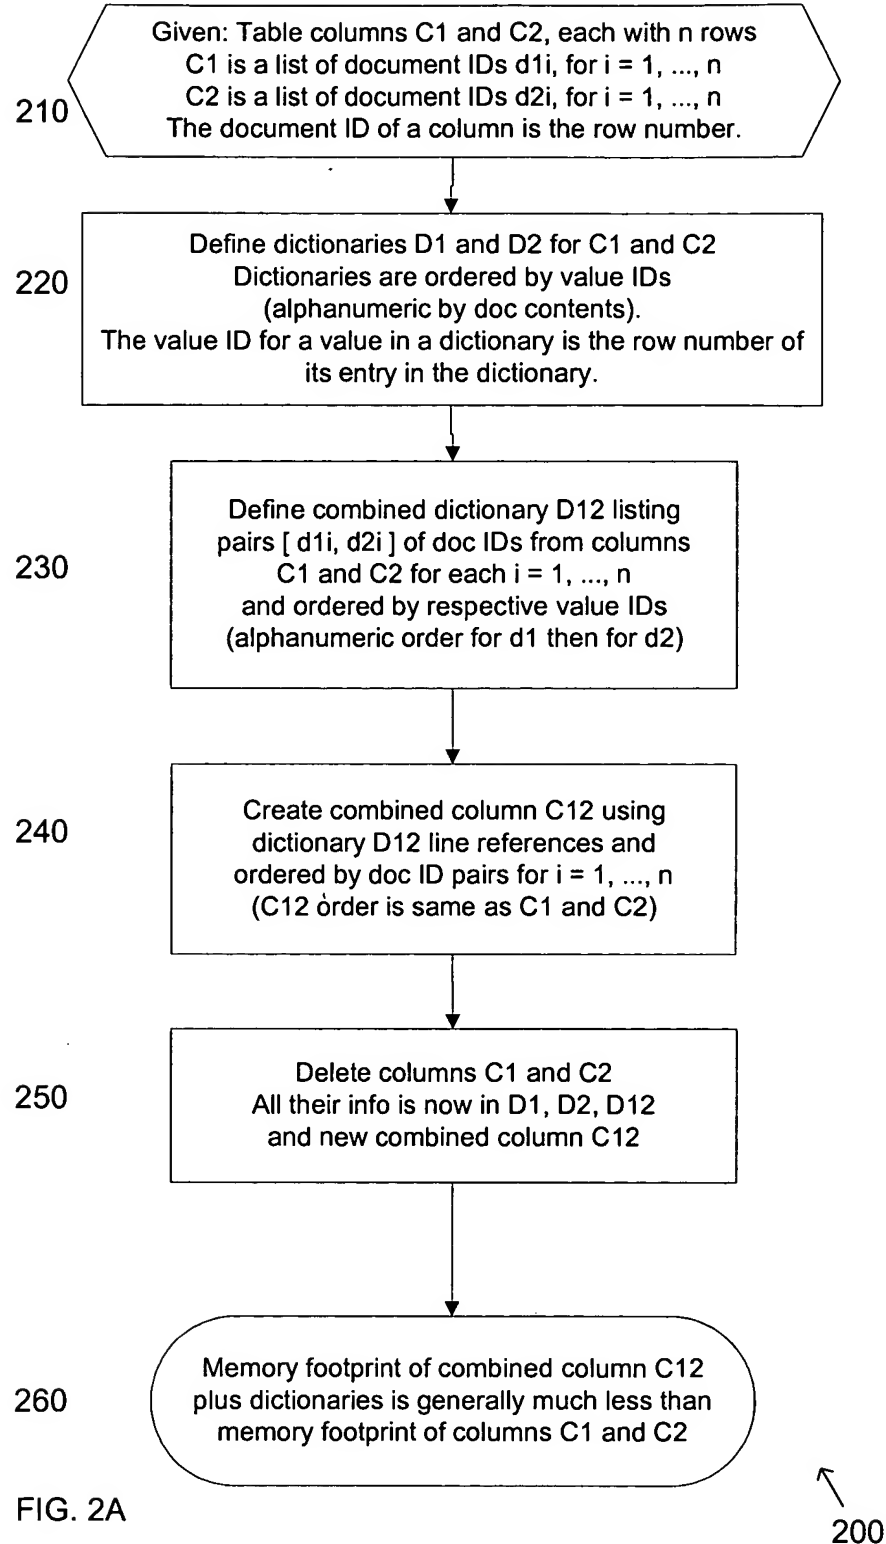 Given: Table columns C1 and C2, each with n rows
C1 is a list of document IDs d1i, for i = 1, ..., n
C2 is a list of document IDs d2i, for i = 1, ..., n
The document ID of a column is the row number.
210
Define dictionaries D1 and D2 for C1 and C2
Dictionaries are ordered by value IDs
(alphanumeric by doc contents).
The value ID for a value in a dictionary is the row number of
its entry in the dictionary.
220
Define combined dictionary D12 listing
pairs [ d1i, d2i ] of doc IDs from columns
C1 and C2 for each i = 1, ..., n
and ordered by respective value IDs
(alphanumeric order for d1 then for d2)
230
Create combined column C12 using
dictionary D12 line references and
ordered by doc ID pairs for i = 1, ..., n
(C12 order is same as C1 and C2)
240
Delete columns C1 and C2
All their info is now in D1, D2, D12
and new combined column C12
250
Memory footprint of combined column C12
plus dictionaries is generally much less than
memory footprint of columns C1 and C2
260
FIG. 2A
200